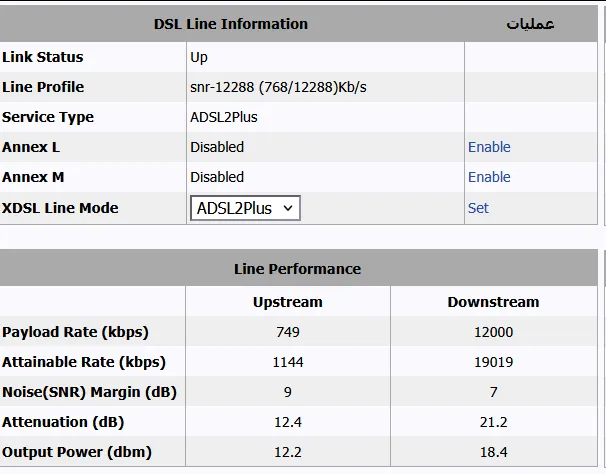 DSL Line Information عمليات
Link Status Up
Line Profile snr-12288 (768/12288)Kb/s
Service Type ADSL2Plus
Annex L Disabled Enable
Annex M Disabled Enable
XDSL Line Mode ADSL2Plus Set
Line Performance
Upstream Downstream
Payload Rate (kbps) 749 12000
Attainable Rate (kbps) 1144 19019
Noise(SNR) Margin (dB) 9 7
Attenuation (dB) 12.4 21.2
Output Power (dbm) 12.2 18.4